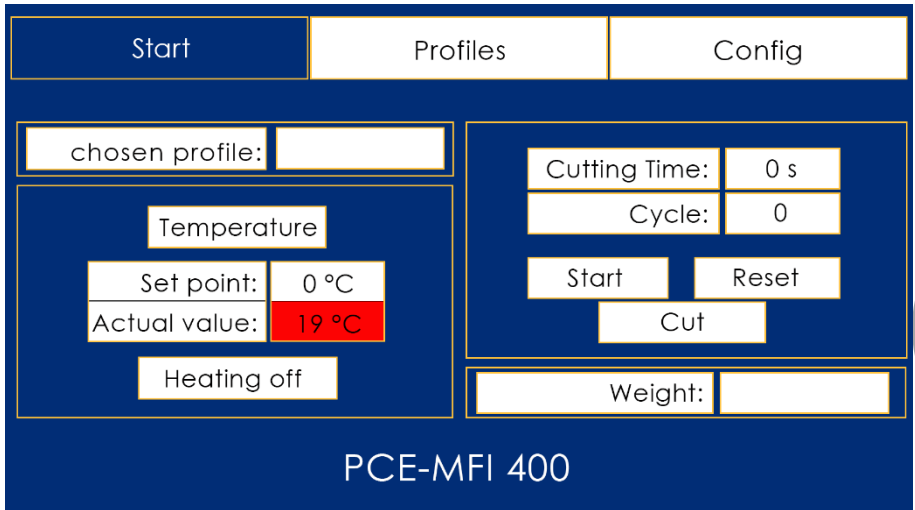 Start Profiles Config
chosen profile:
Temperature
Set point: 0 °C
Actual value: 19 °C
Heating off
Cutting Time: 0 s
Cycle: 0
Start Reset
Cut
Weight:
PCE-MFI 400